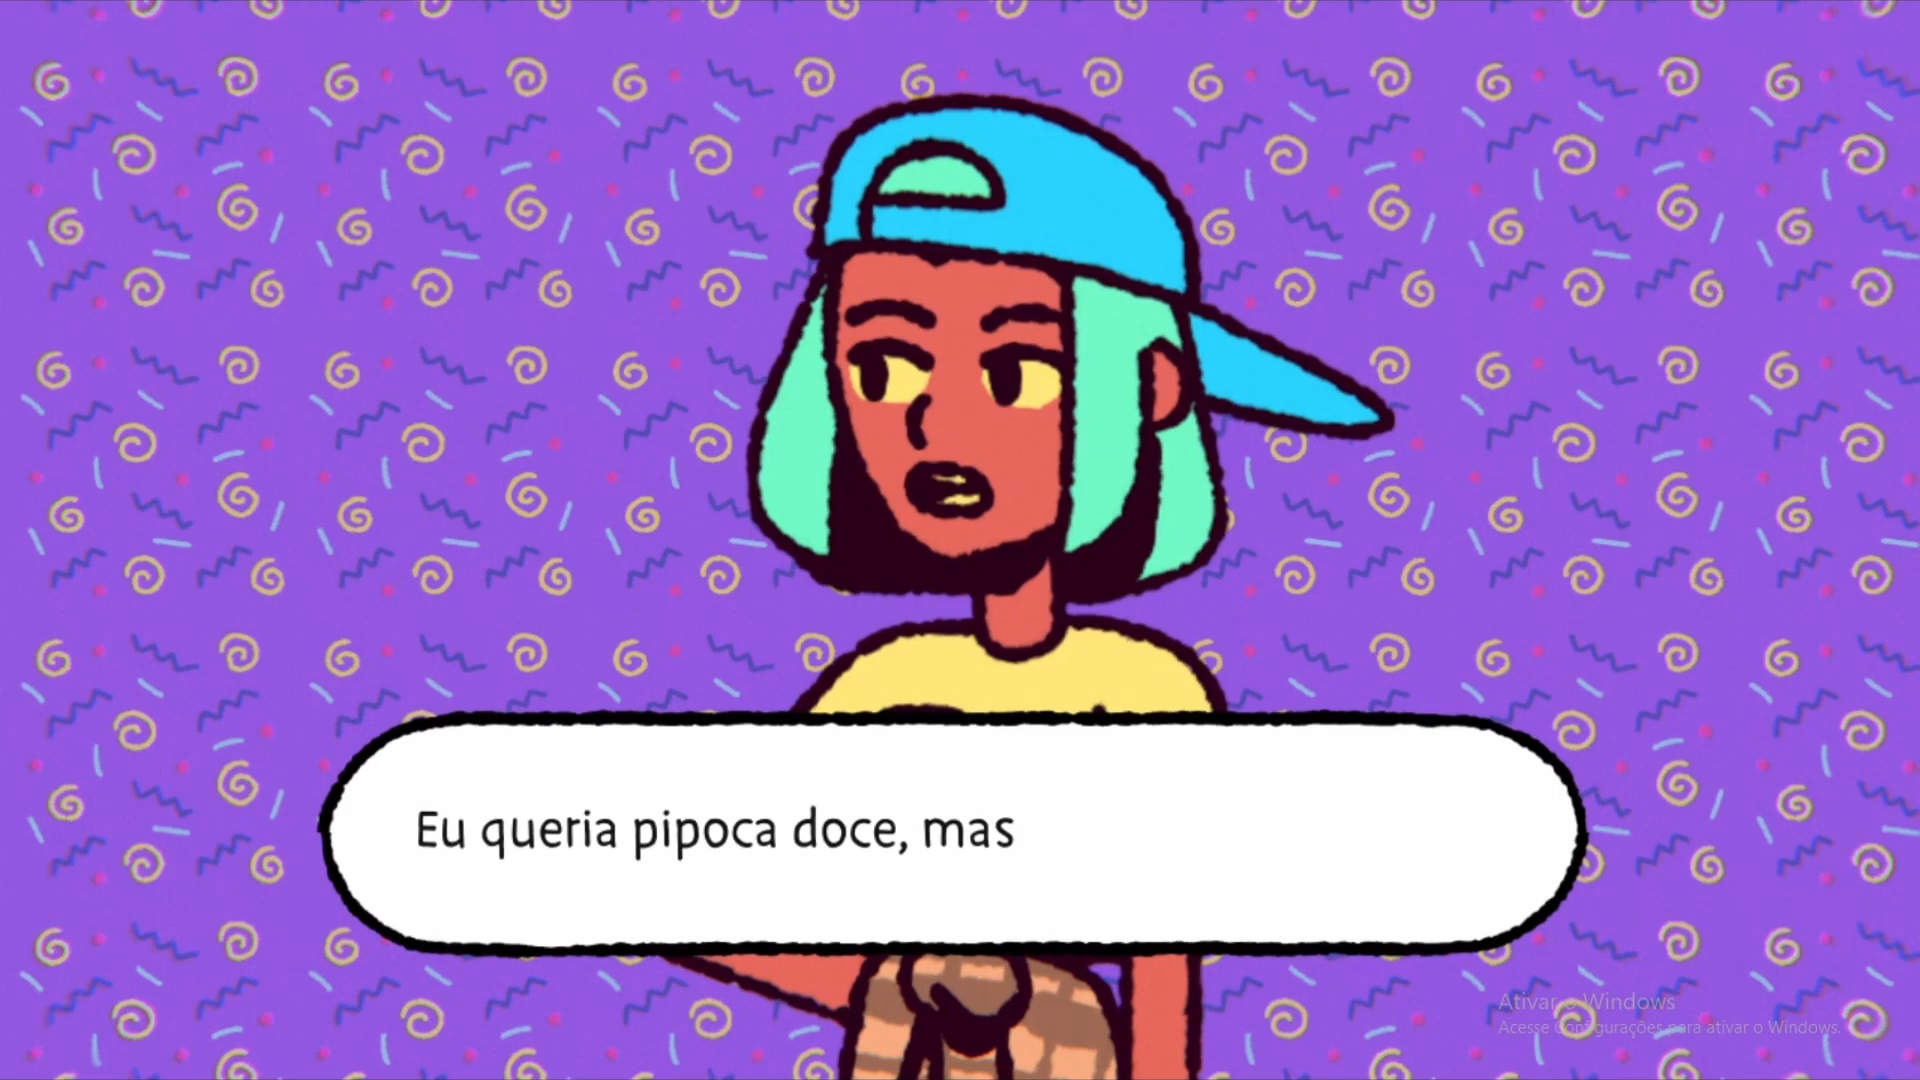 Eu queria pipoca doce, mas
Ativar o Windows
Acesse Configurações para ativar o Windows.